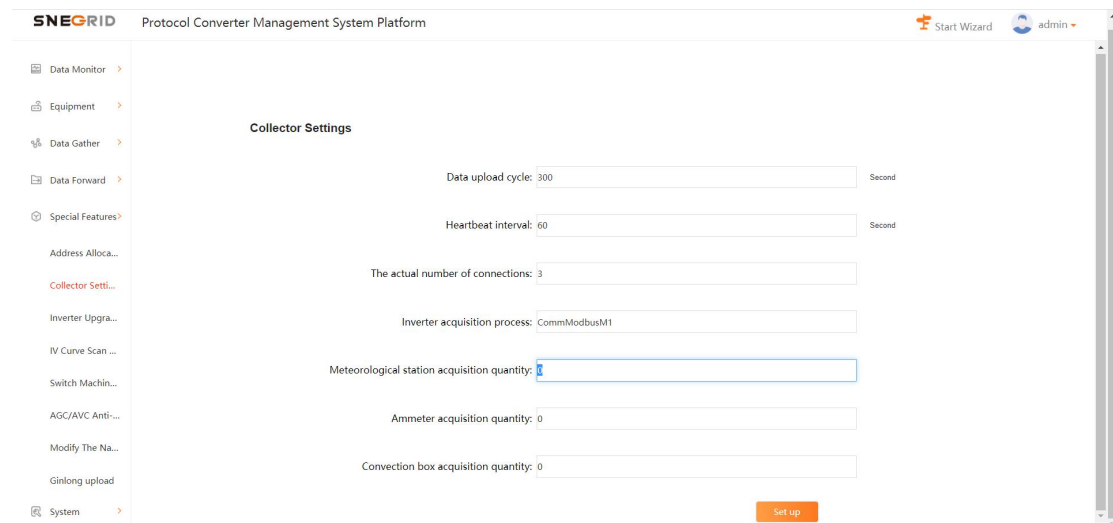 SNEGRID Protocol Converter Management System Platform Start Wizard admin
Data Monitor >
Equipment >
Data Gather >
Data Forward >
Special Features>
Address Alloca...
Collector Setti...
Inverter Upgra...
IV Curve Scan ...
Switch Machin...
AGC/AVC Anti-...
Modify The Na...
Ginlong upload
System >
Collector Settings
Data upload cycle: 300 Second
Heartbeat interval: 60 Second
The actual number of connections: 3
Inverter acquisition process: CommModbusM1
Meteorological station acquisition quantity: 0
Ammeter acquisition quantity: 0
Convection box acquisition quantity: 0
Set up